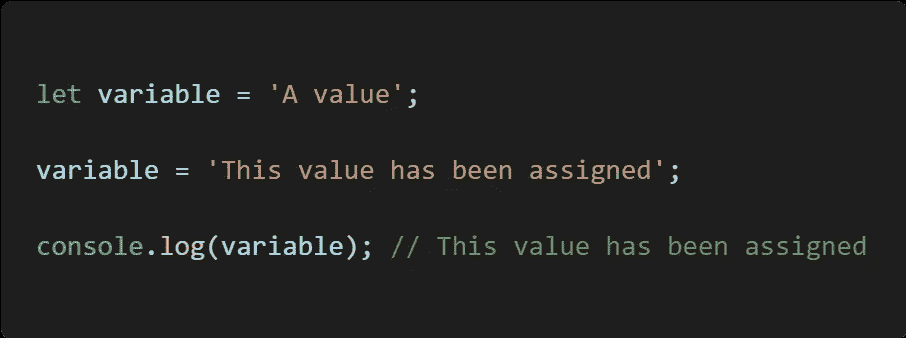 let variable = 'A value';
variable = 'This value has been assigned';
console.log(variable); // This value has been assigned